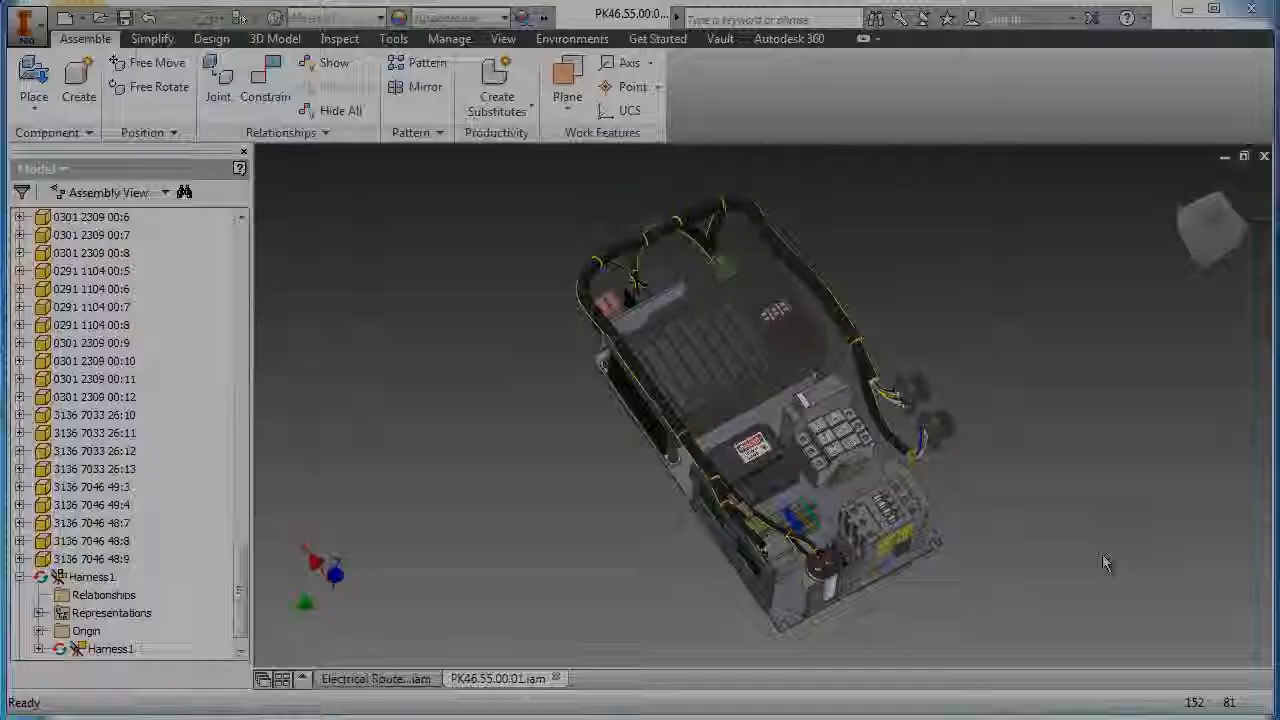 PRO
PK46.55.00.0...
Type a keyword or phrase
Sign In
Assemble Simplify Design 3D Model Inspect Tools Manage View Environments Get Started Vault Autodesk 360
Place
Create
Free Move
Free Rotate
Joint
Constrain
Show
Hide All
Pattern
Mirror
Create
Substitutes
Plane
Axis
Point
UCS
Component Position Relationships Pattern Productivity Work Features
Model
Assembly View
0301 2309 00:6
0301 2309 00:7
0301 2309 00:8
0291 1104 00:5
0291 1104 00:6
0291 1104 00:7
0291 1104 00:8
0301 2309 00:9
0301 2309 00:10
0301 2309 00:11
0301 2309 00:12
3136 7033 26:10
3136 7033 26:11
3136 7033 26:12
3136 7033 26:13
3136 7046 49:3
3136 7046 49:4
3136 7046 48:7
3136 7046 48:8
3136 7046 48:9
Harness1
Relationships
Representations
Origin
Harness1
Electrical Route...iam
PK46.55.00.01.iam
Ready
152 81